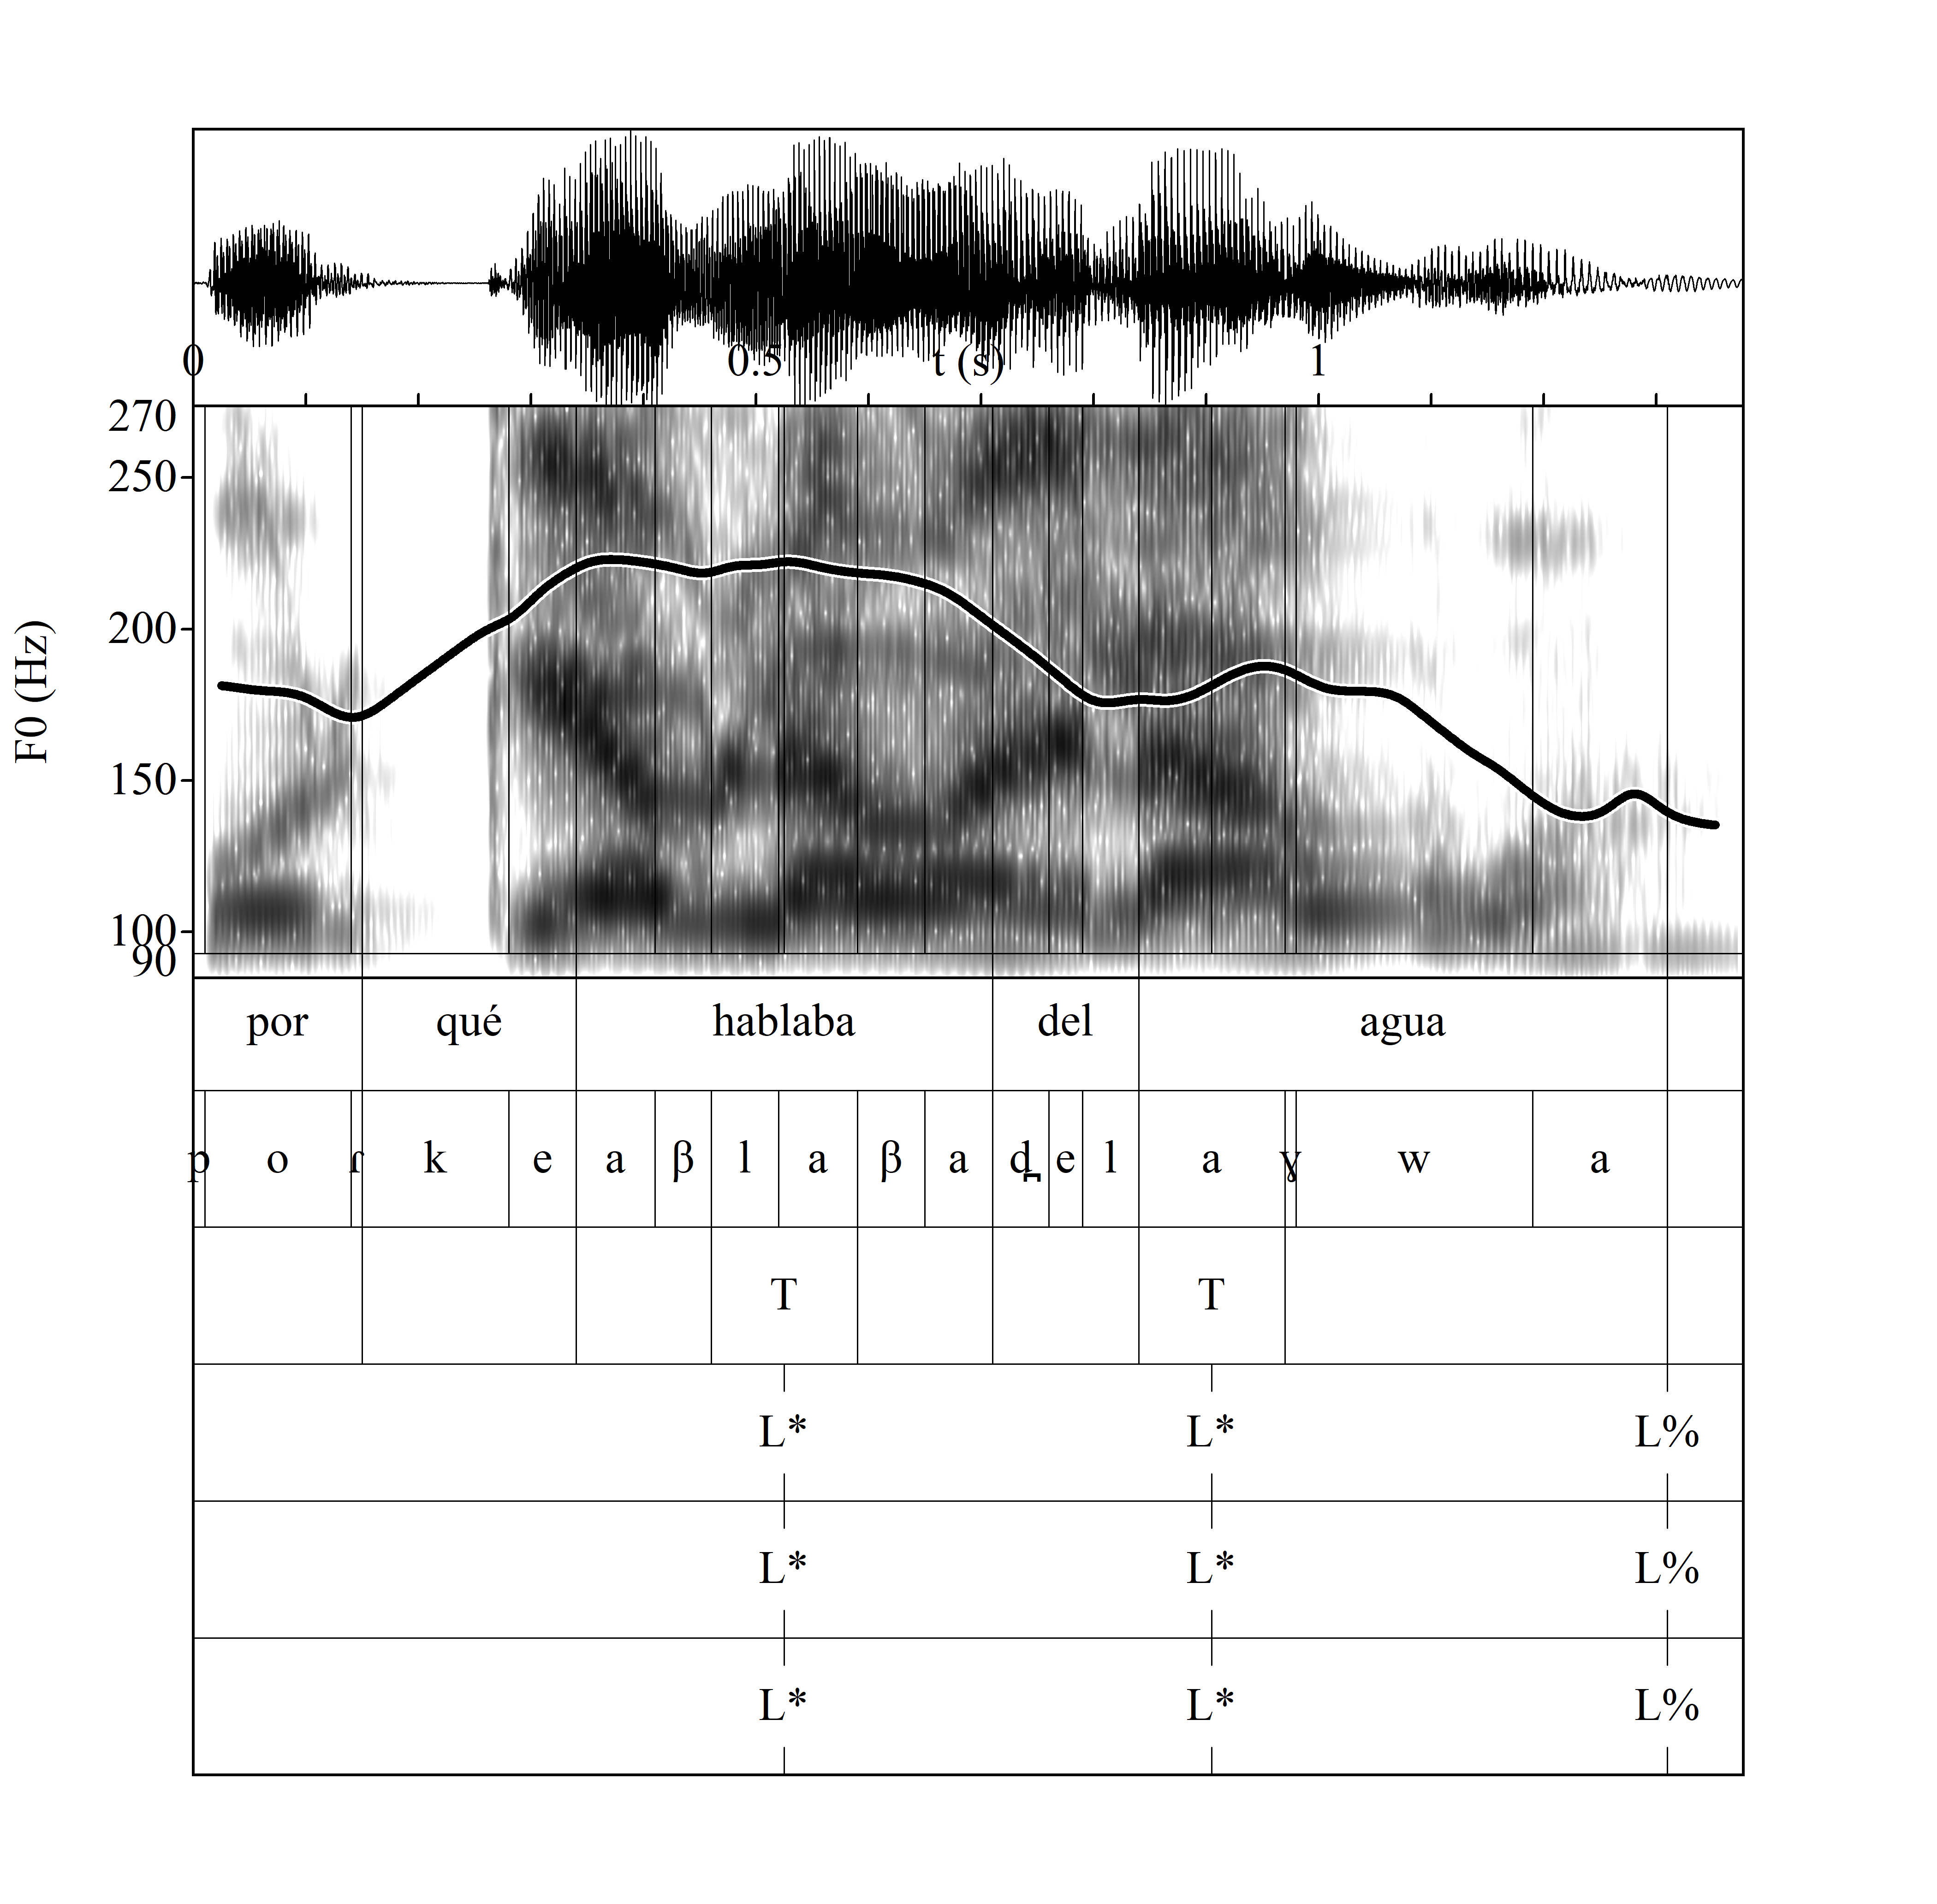 0 0.5 t (s) 1
270
250
200
150
100
90
F0 (Hz)
por qué hablaba del agua
p o ɾ k e a β l a β a d̪ e l a ɣ w a
T T
L* L* L%
L* L* L%
L* L* L%